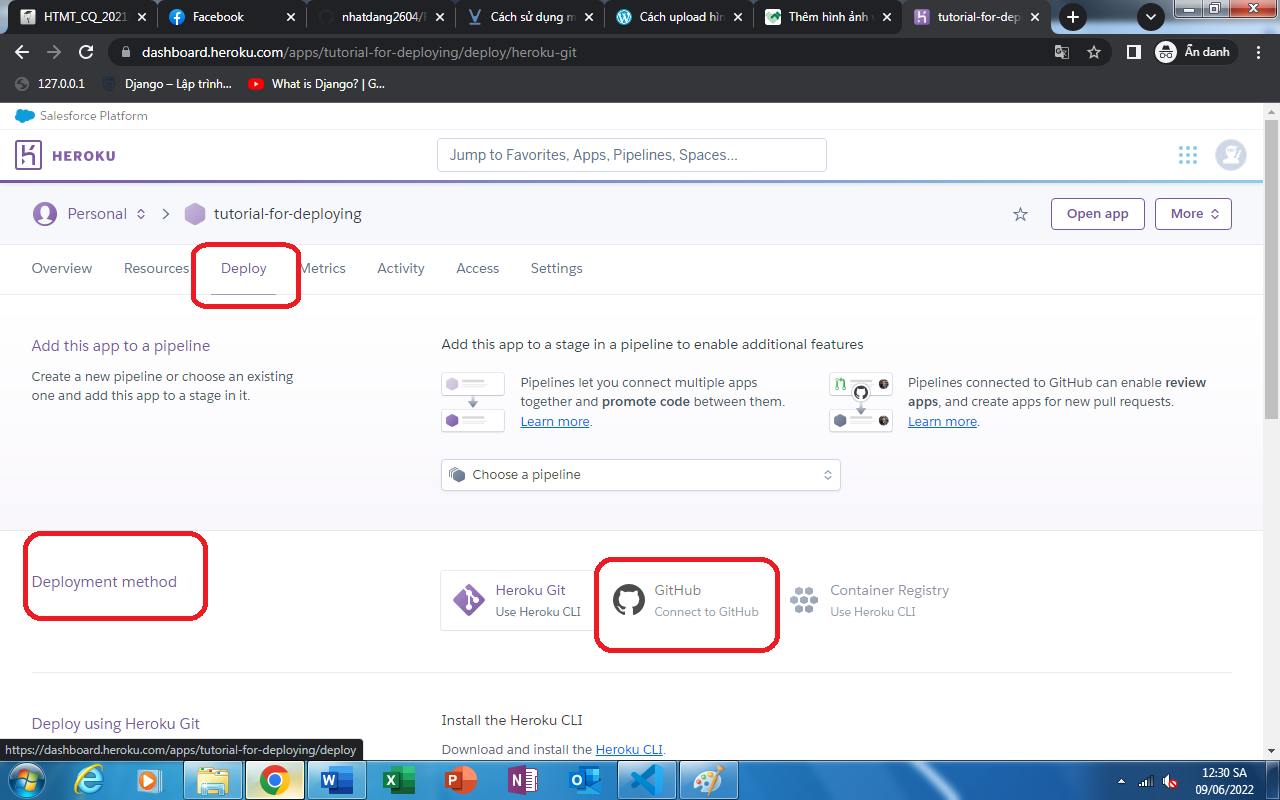 HTMT_CQ_2021
Facebook
nhatdang2604/
Cách sử dụng m
Cách upload hìn
Thêm hình ảnh
tutorial-for-dep
dashboard.heroku.com/apps/tutorial-for-deploying/deploy/heroku-git
Ẩn danh
127.0.0.1
Django – Lập trình...
What is Django? | G...
Salesforce Platform
HEROKU
Jump to Favorites, Apps, Pipelines, Spaces...
Personal
tutorial-for-deploying
Open app
More
Overview
Resources
Deploy
Metrics
Activity
Access
Settings
Add this app to a pipeline
Create a new pipeline or choose an existing
one and add this app to a stage in it.
Add this app to a stage in a pipeline to enable additional features
Pipelines let you connect multiple apps
together and promote code between them.
Learn more.
Pipelines connected to GitHub can enable review
apps, and create apps for new pull requests.
Learn more.
Choose a pipeline
Deployment method
Heroku Git
Use Heroku CLI
GitHub
Connect to GitHub
Container Registry
Use Heroku CLI
Deploy using Heroku Git
Install the Heroku CLI
Download and install the Heroku CLI.
https://dashboard.heroku.com/apps/tutorial-for-deploying/deploy
12:30 SA
09/06/2022